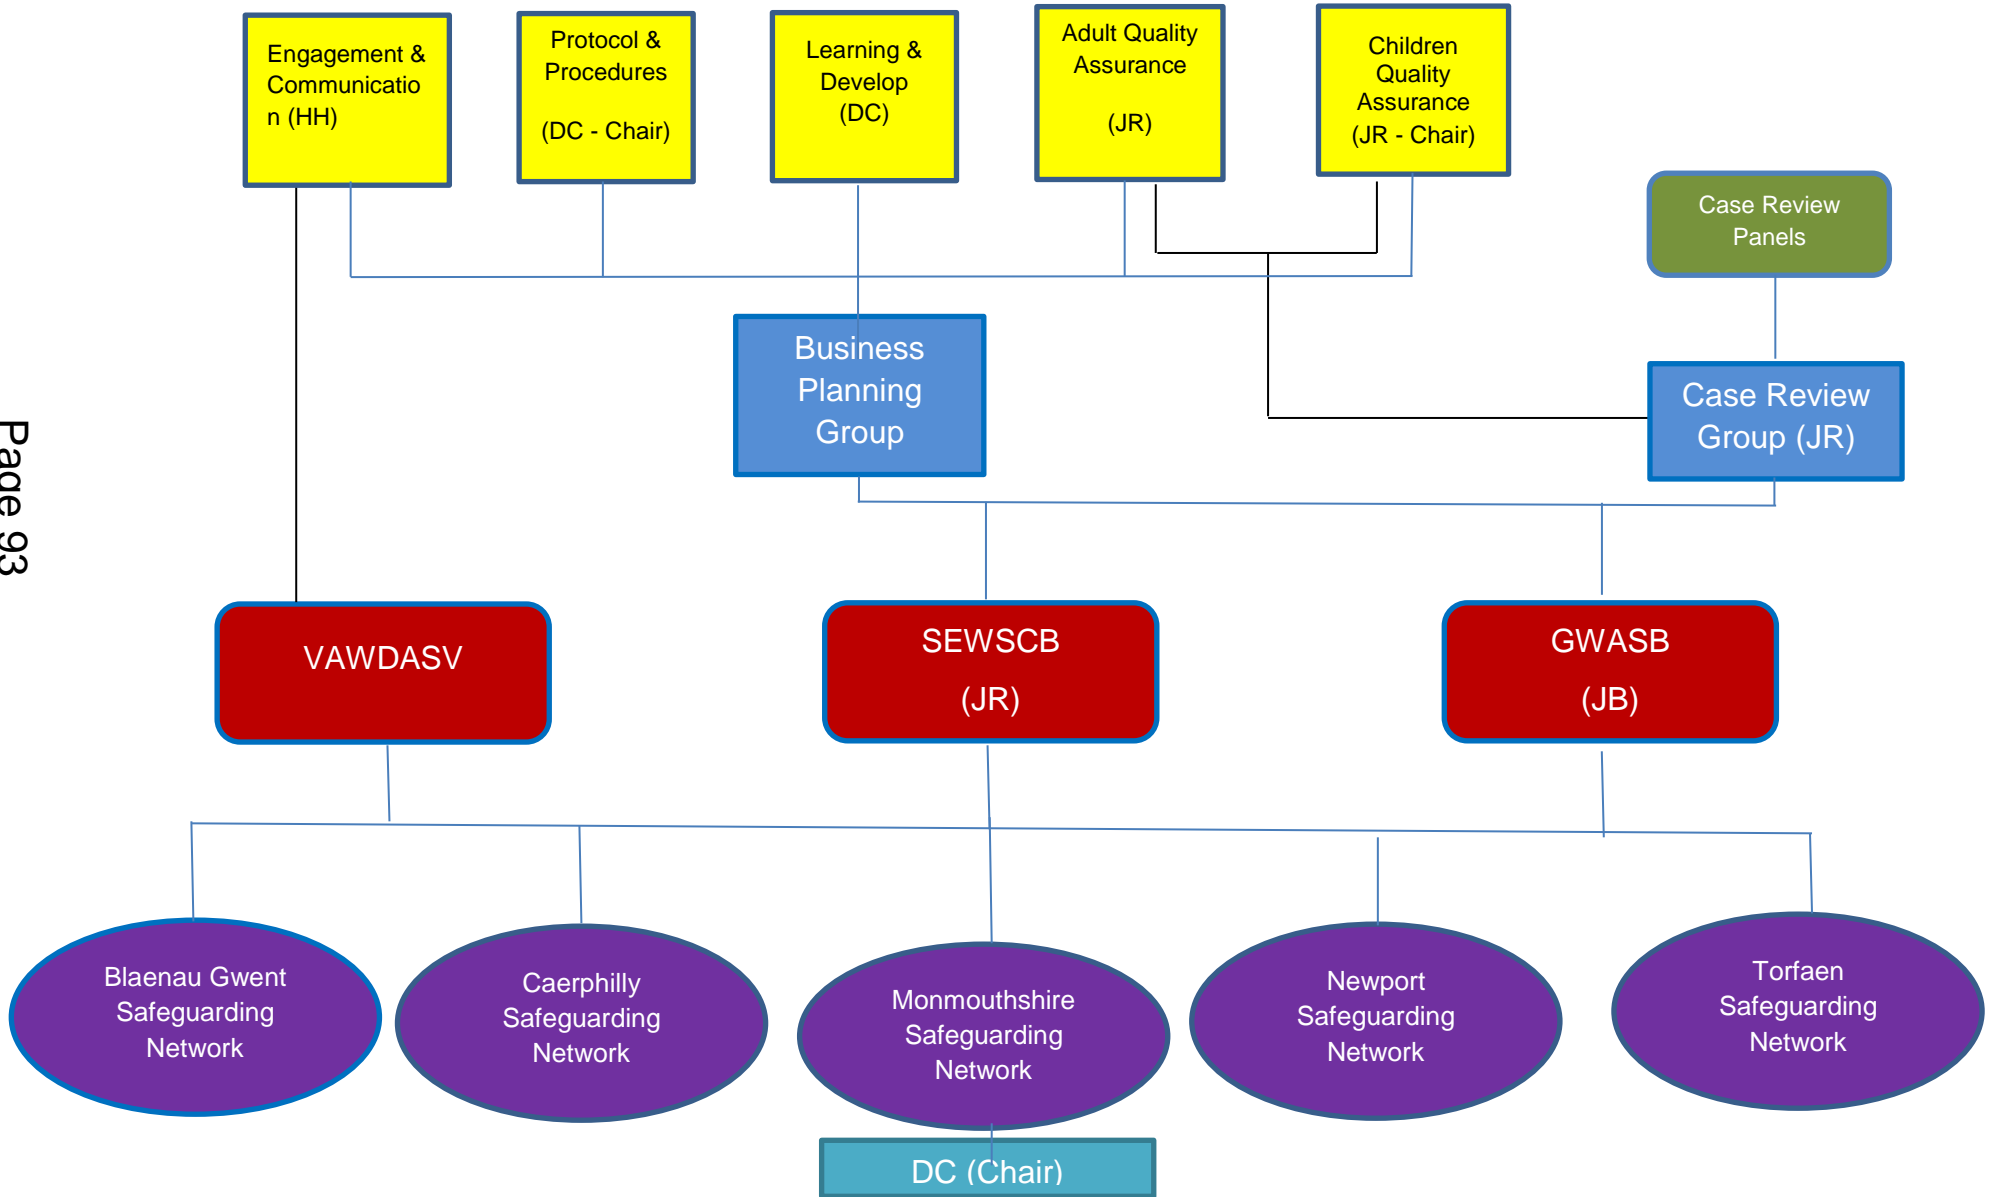 Engagement &
Communicatio
n (HH)
Protocol &
Procedures
(DC - Chair)
Learning &
Develop
(DC)
Adult Quality
Assurance
(JR)
Children
Quality
Assurance
(JR - Chair)
Case Review
Panels
Business
Planning
Group
Case Review
Group (JR)
Page 93
VAWDASV
SEWSCB
(JR)
GWASB
(JB)
Blaenau Gwent
Safeguarding
Network
Caerphilly
Safeguarding
Network
Monmouthshire
Safeguarding
Network
Newport
Safeguarding
Network
Torfaen
Safeguarding
Network
DC (Chair)